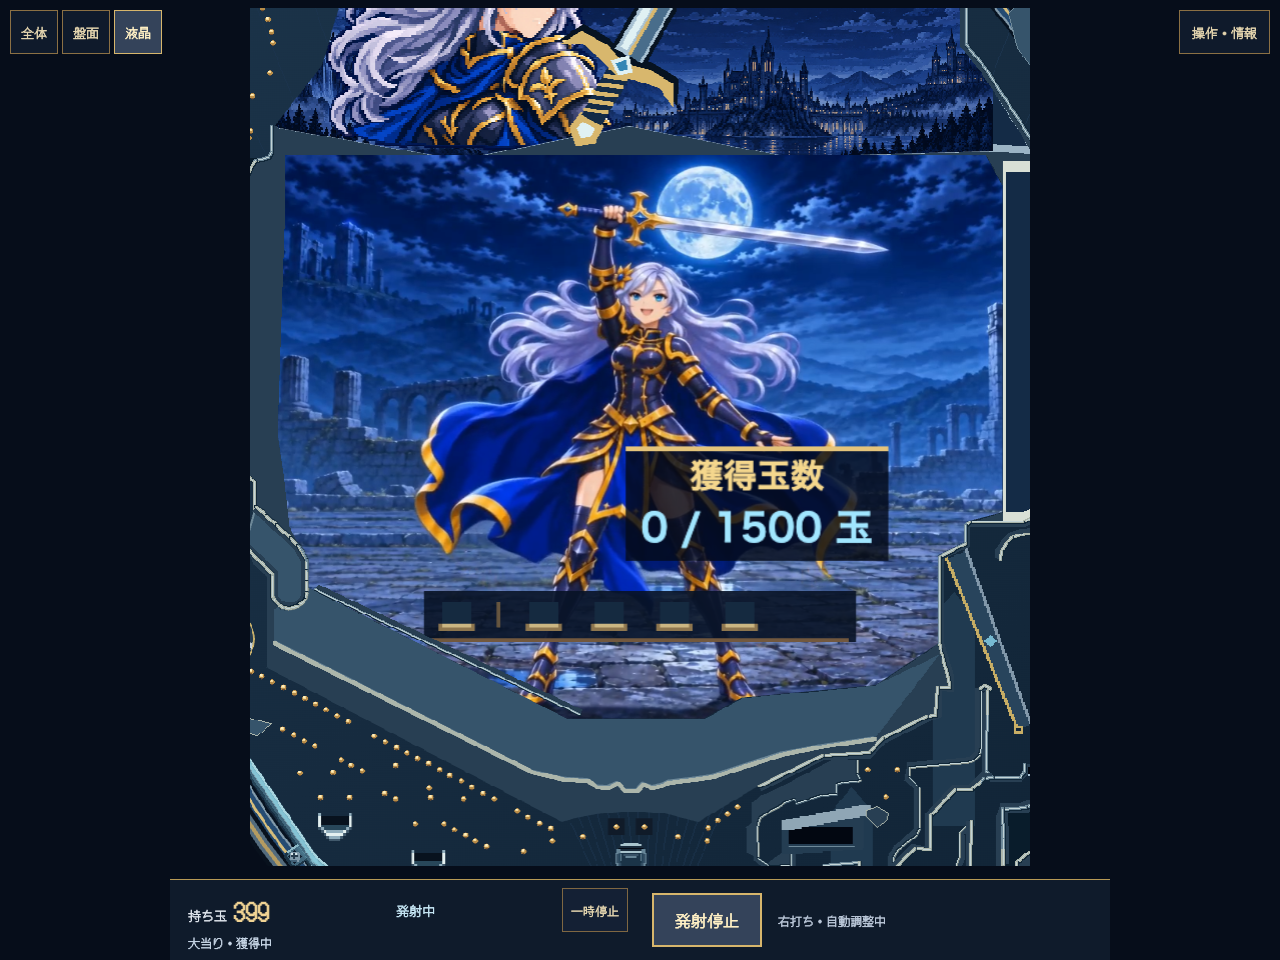 全体 盤面 液晶
操作・情報
獲得玉数
0 / 1500 玉
持ち玉 399
発射中
一時停止
発射停止
右打ち・自動調整中
大当り・獲得中